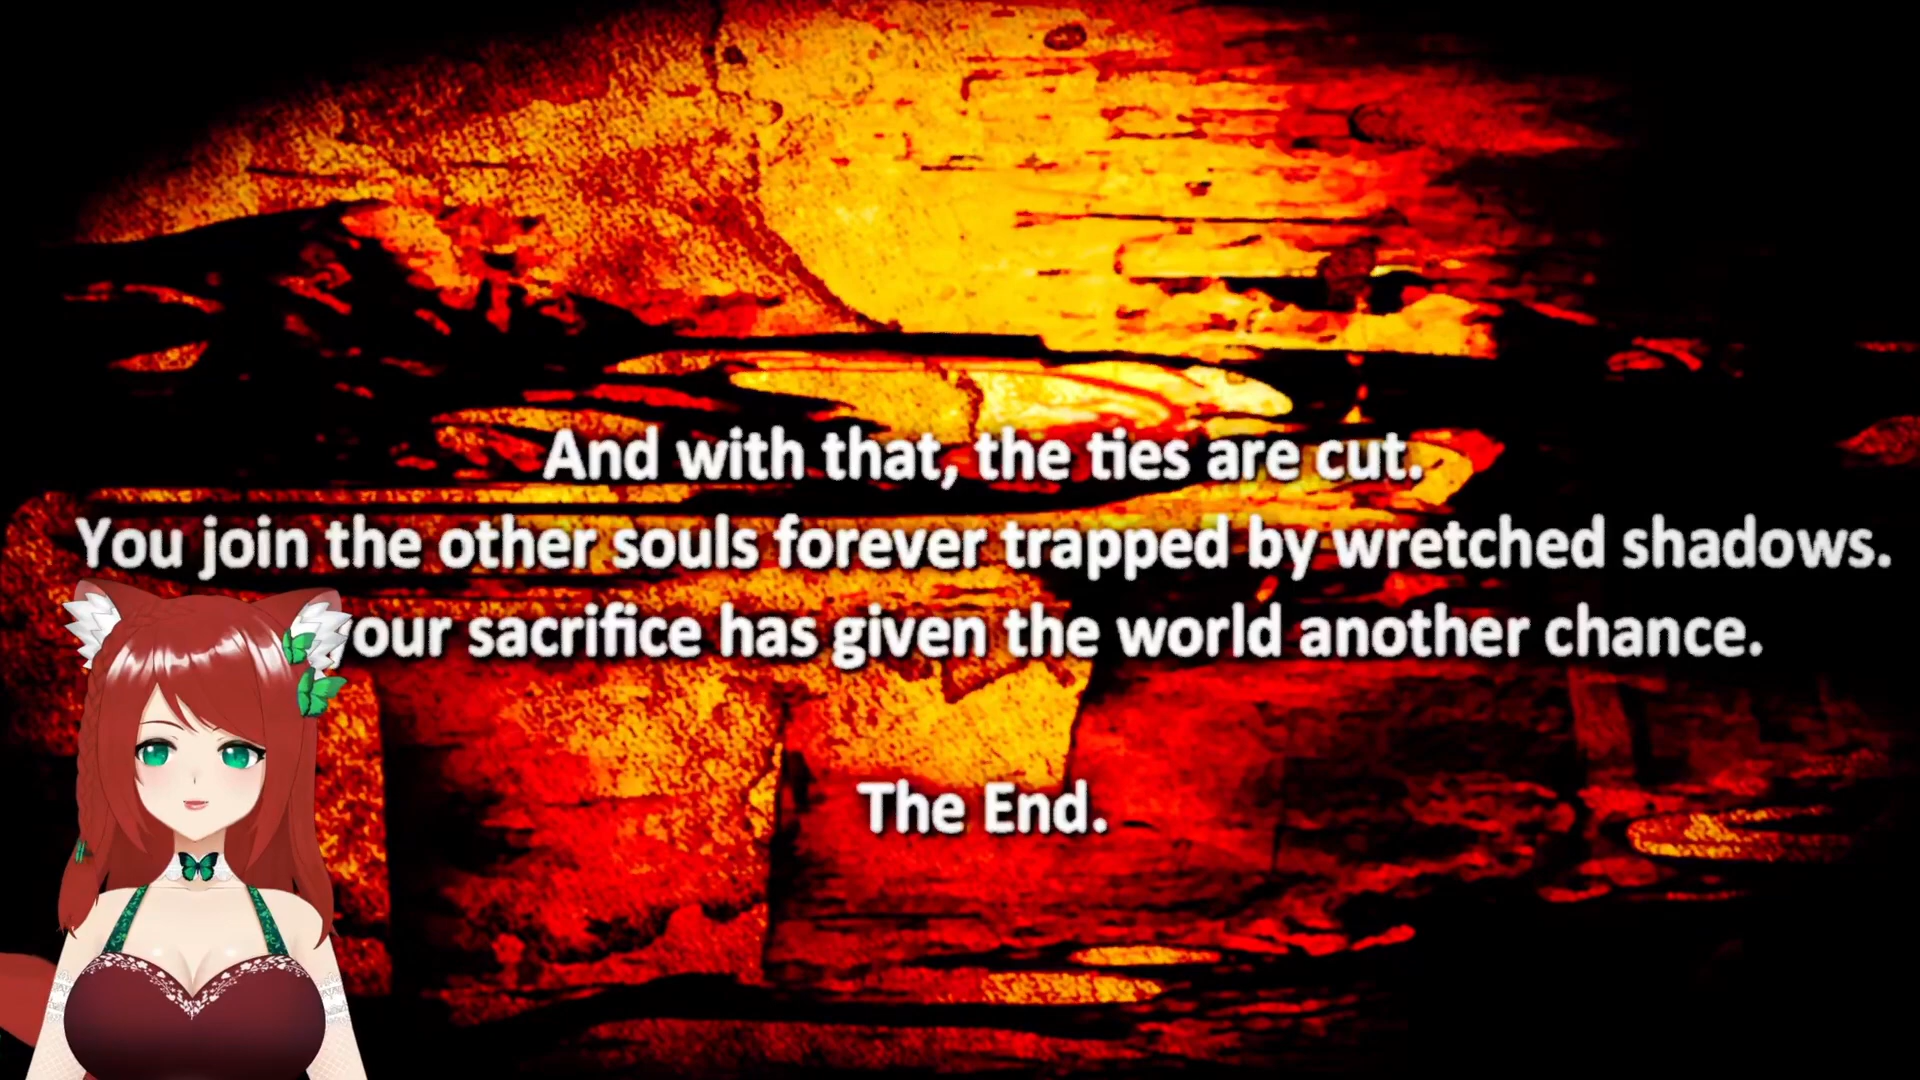 And with that, the ties are cut.
You join the other souls forever trapped by wretched shadows.
your sacrifice has given the world another chance.
The End.